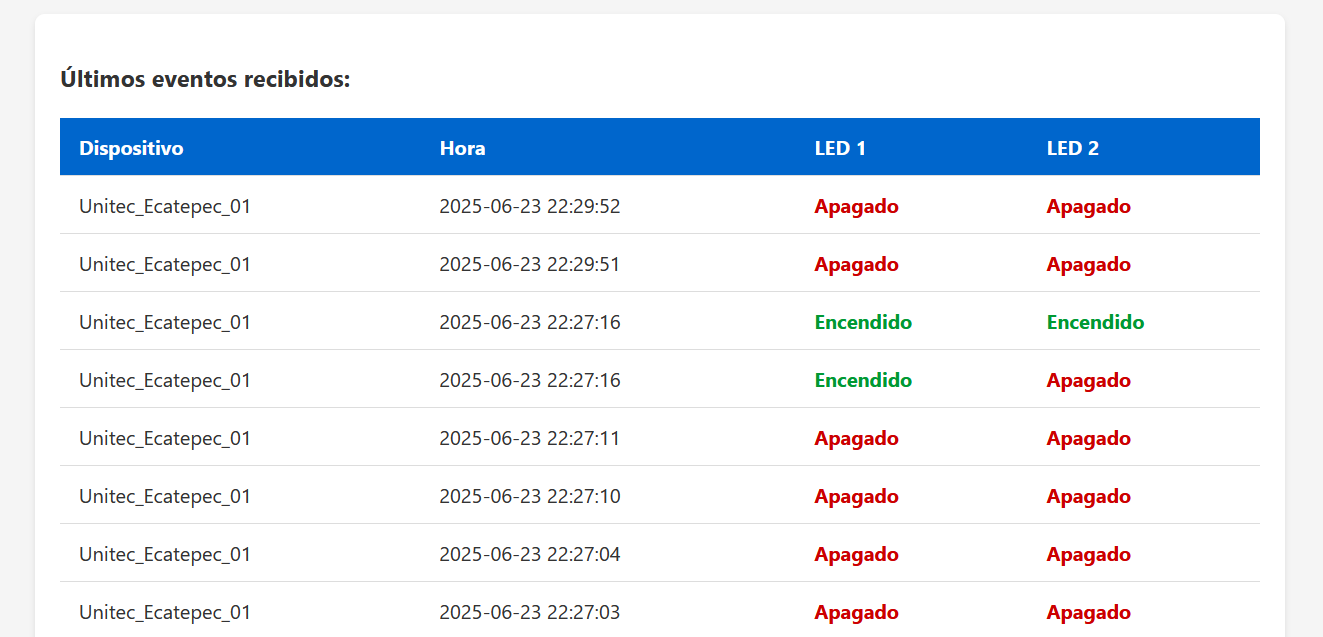 Últimos eventos recibidos:
Dispositivo Hora LED 1 LED 2
Unitec_Ecatepec_01 2025-06-23 22:29:52 Apagado Apagado
Unitec_Ecatepec_01 2025-06-23 22:29:51 Apagado Apagado
Unitec_Ecatepec_01 2025-06-23 22:27:16 Encendido Encendido
Unitec_Ecatepec_01 2025-06-23 22:27:16 Encendido Apagado
Unitec_Ecatepec_01 2025-06-23 22:27:11 Apagado Apagado
Unitec_Ecatepec_01 2025-06-23 22:27:10 Apagado Apagado
Unitec_Ecatepec_01 2025-06-23 22:27:04 Apagado Apagado
Unitec_Ecatepec_01 2025-06-23 22:27:03 Apagado Apagado